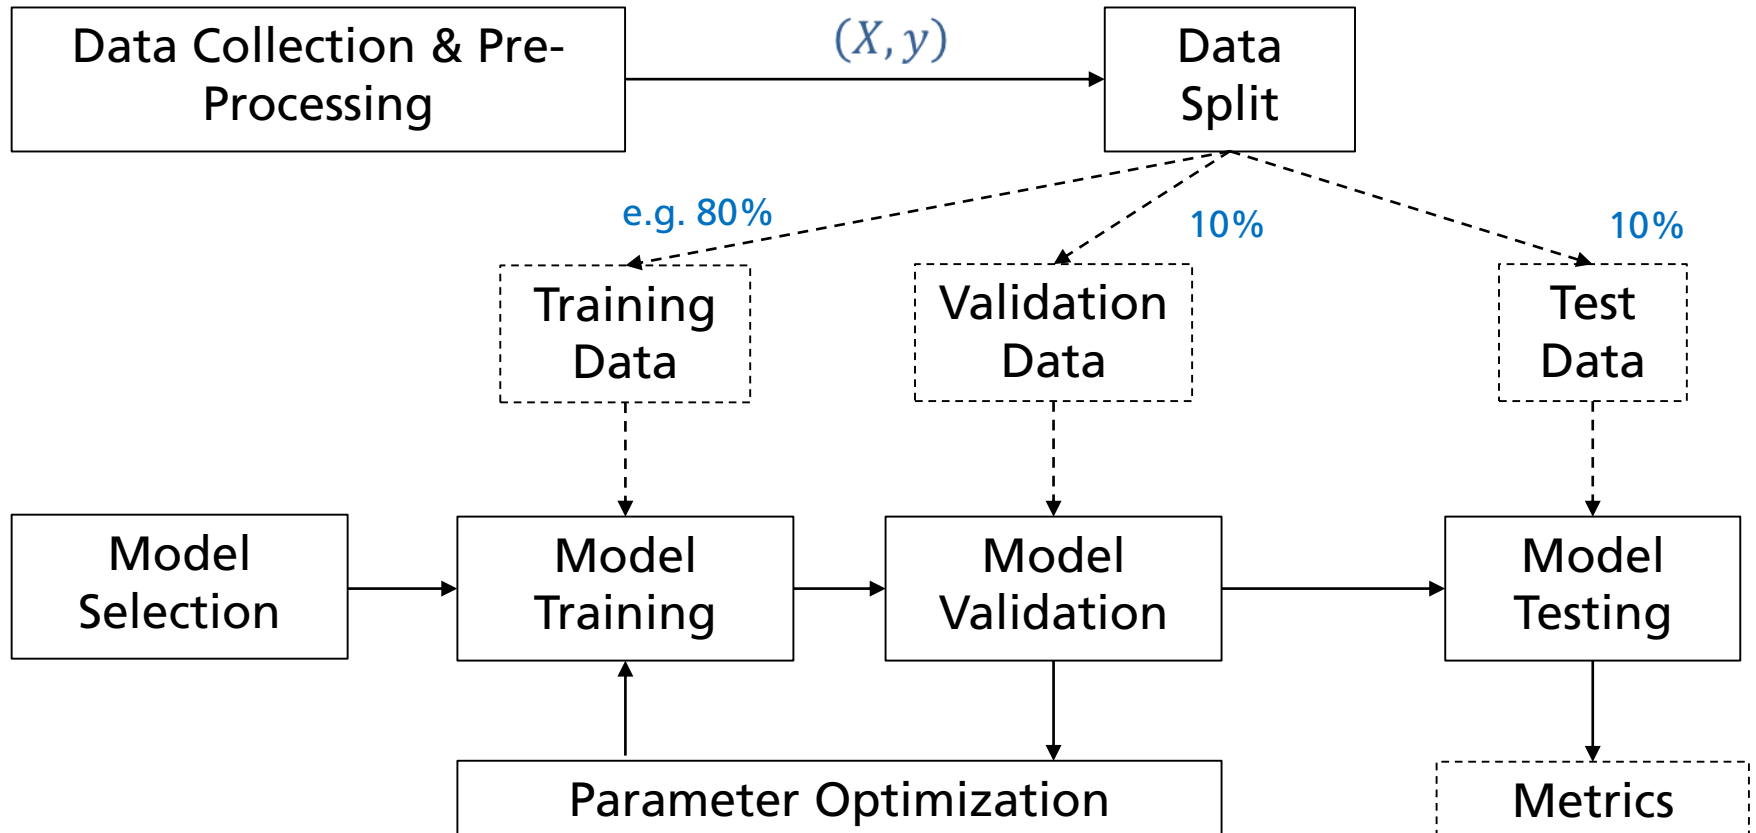 Data Collection & Pre-
Processing
(X, y)
Data
Split
e.g. 80%
10%
10%
Training
Data
Validation
Data
Test
Data
Model
Selection
Model
Training
Model
Validation
Model
Testing
Parameter Optimization
Metrics